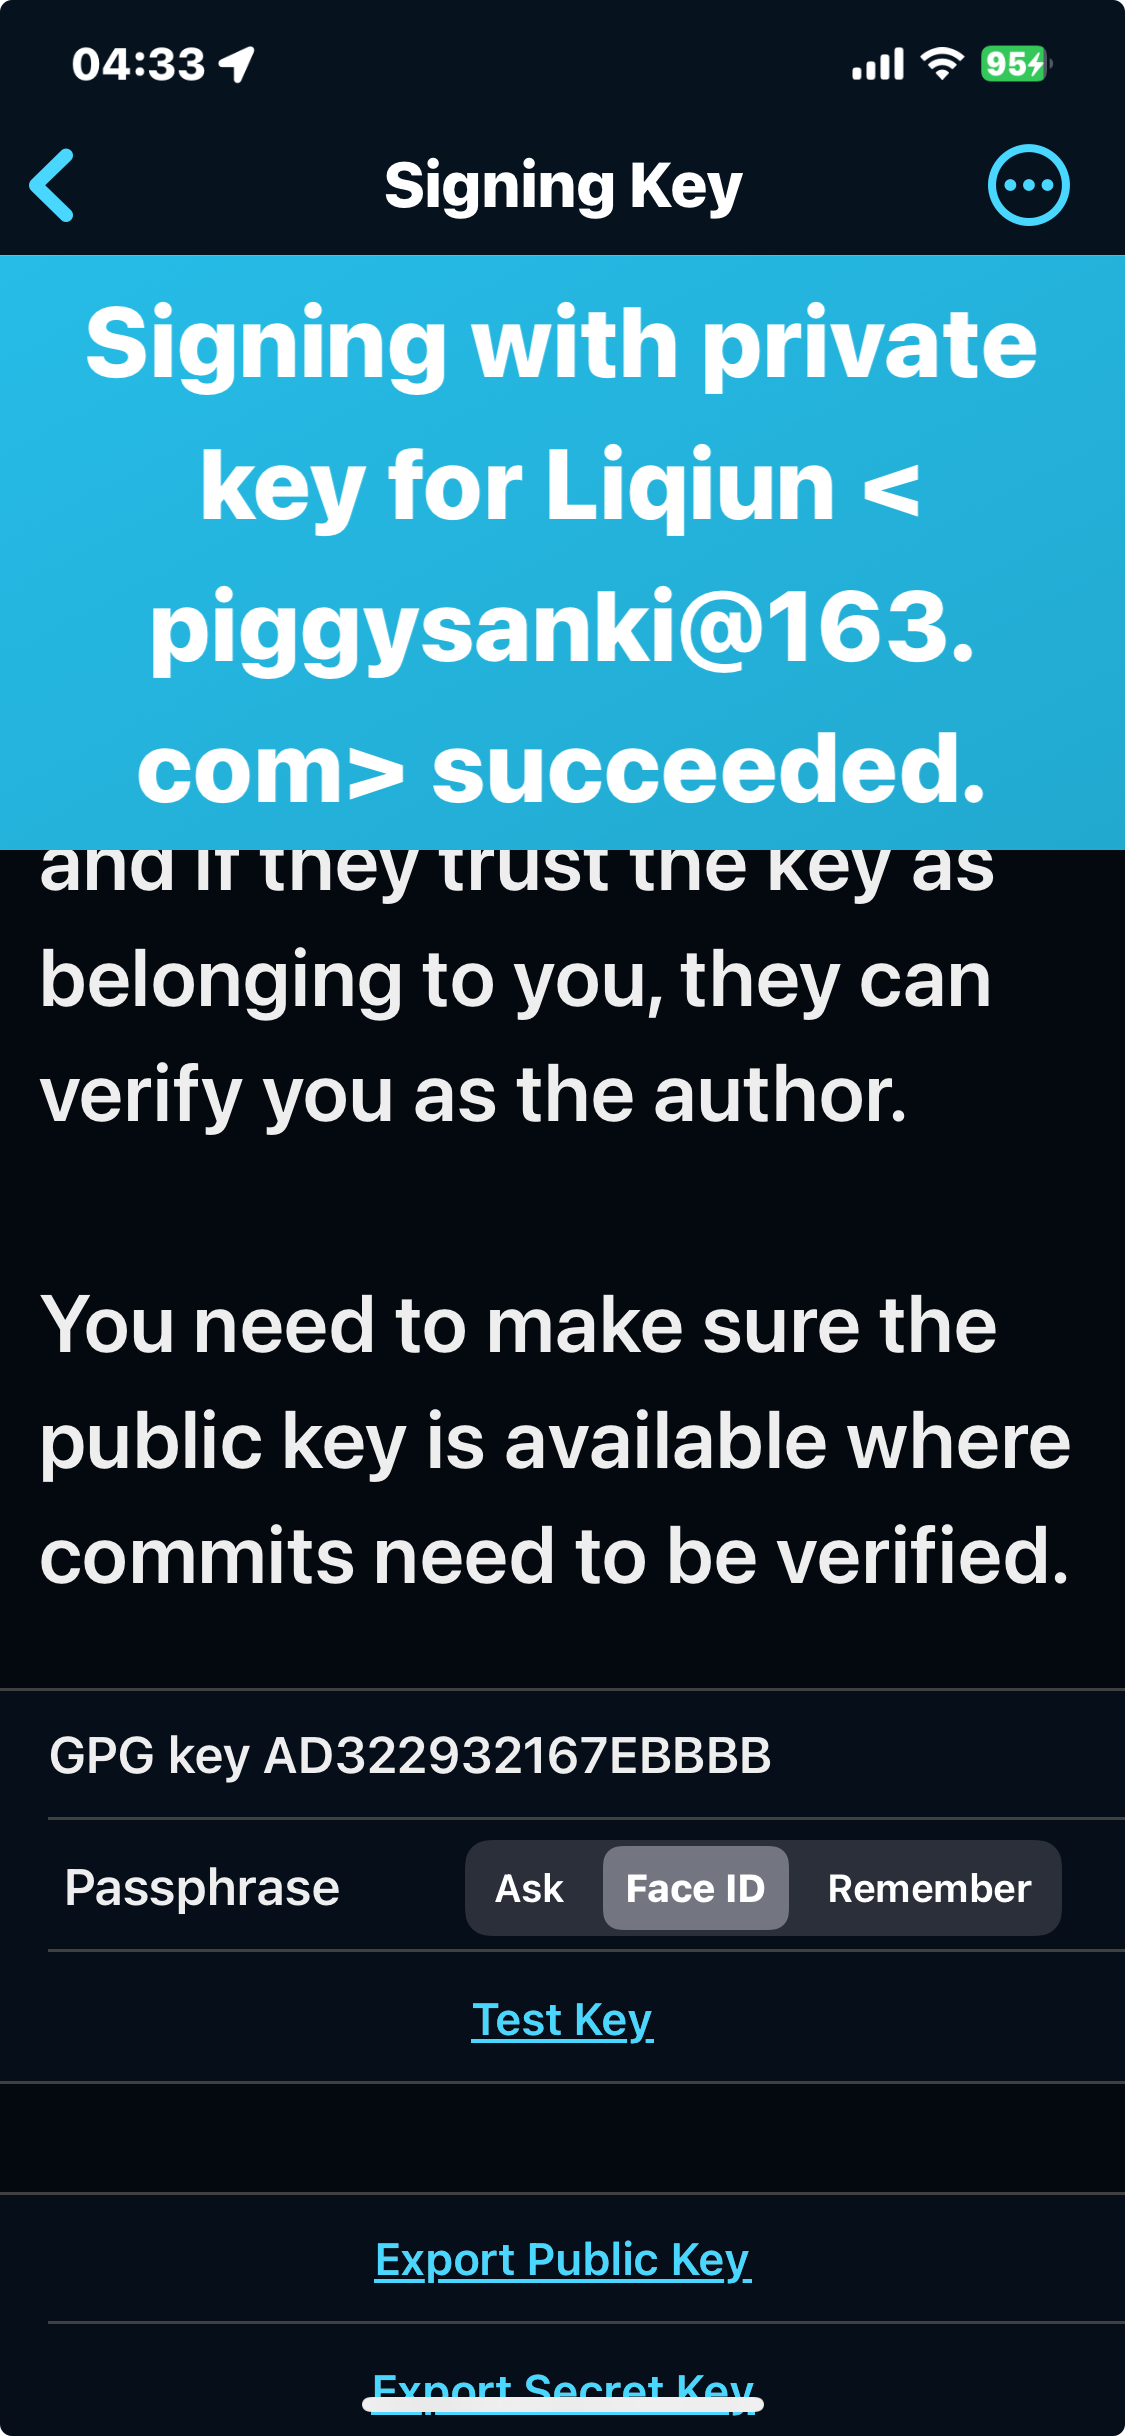 04:33
95
Signing Key
Signing with private
key for Liqiun <
piggysanki@163.
com> succeeded.
and if they trust the key as
belonging to you, they can
verify you as the author.
You need to make sure the
public key is available where
commits need to be verified.
GPG key AD322932167EBBBB
Passphrase
Ask
Face ID
Remember
Test Key
Export Public Key
Export Secret Key